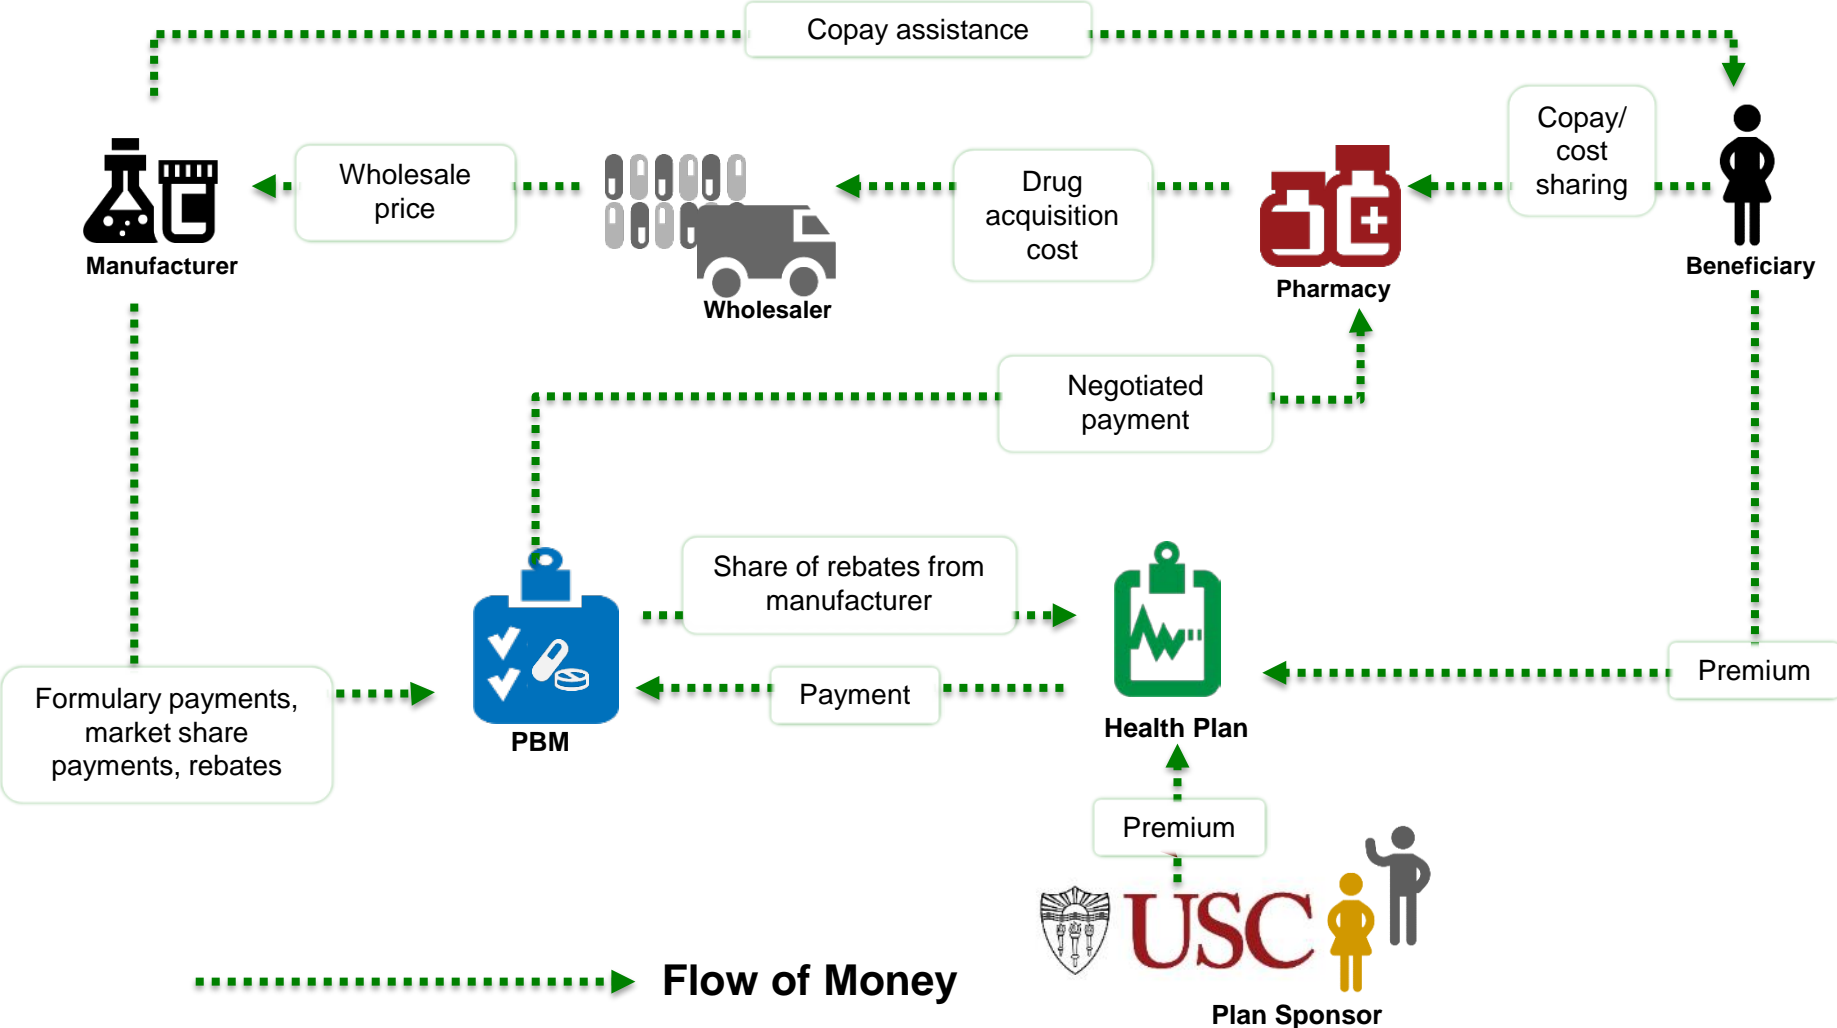 Copay assistance
Copay/
cost
sharing
Wholesale
price
Drug
acquisition
cost
Manufacturer
Wholesaler
Pharmacy
Beneficiary
Negotiated
payment
Share of rebates from
manufacturer
Formulary payments,
market share
payments, rebates
Payment
Premium
PBM
Health Plan
Premium
USC
Flow of Money
Plan Sponsor